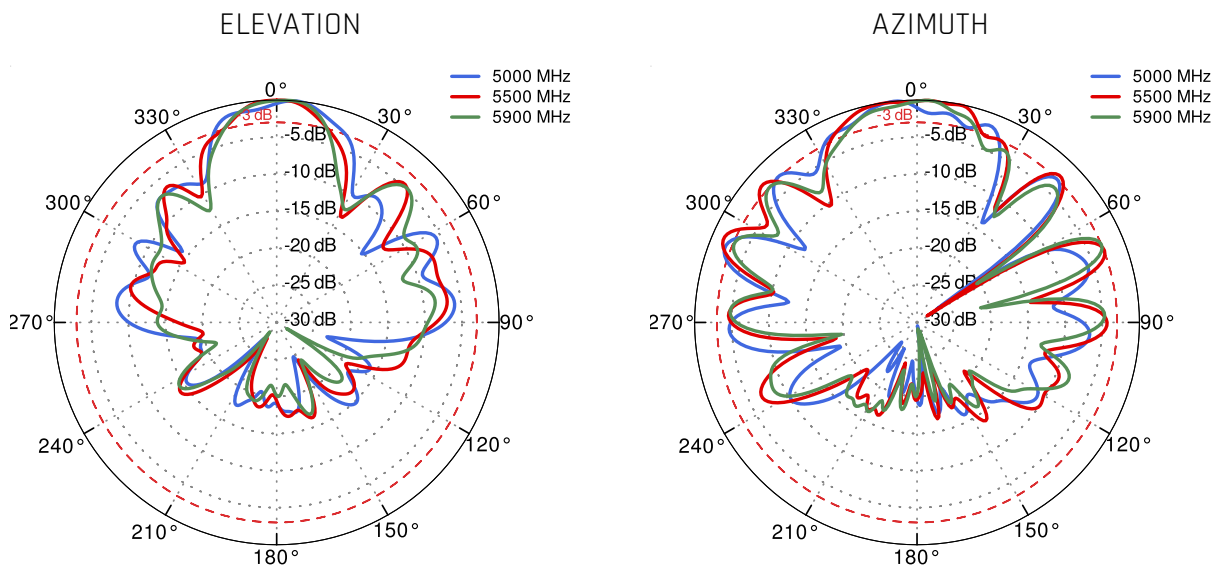 ELEVATION
5000 MHz
5500 MHz
5900 MHz
0°
30°
60°
90°
120°
150°
180°
210°
240°
270°
300°
330°
-3 dB
-5 dB
-10 dB
-15 dB
-20 dB
-25 dB
-30 dB
AZIMUTH
5000 MHz
5500 MHz
5900 MHz
0°
30°
60°
90°
120°
150°
180°
210°
240°
270°
300°
330°
-3 dB
-5 dB
-10 dB
-15 dB
-20 dB
-25 dB
-30 dB